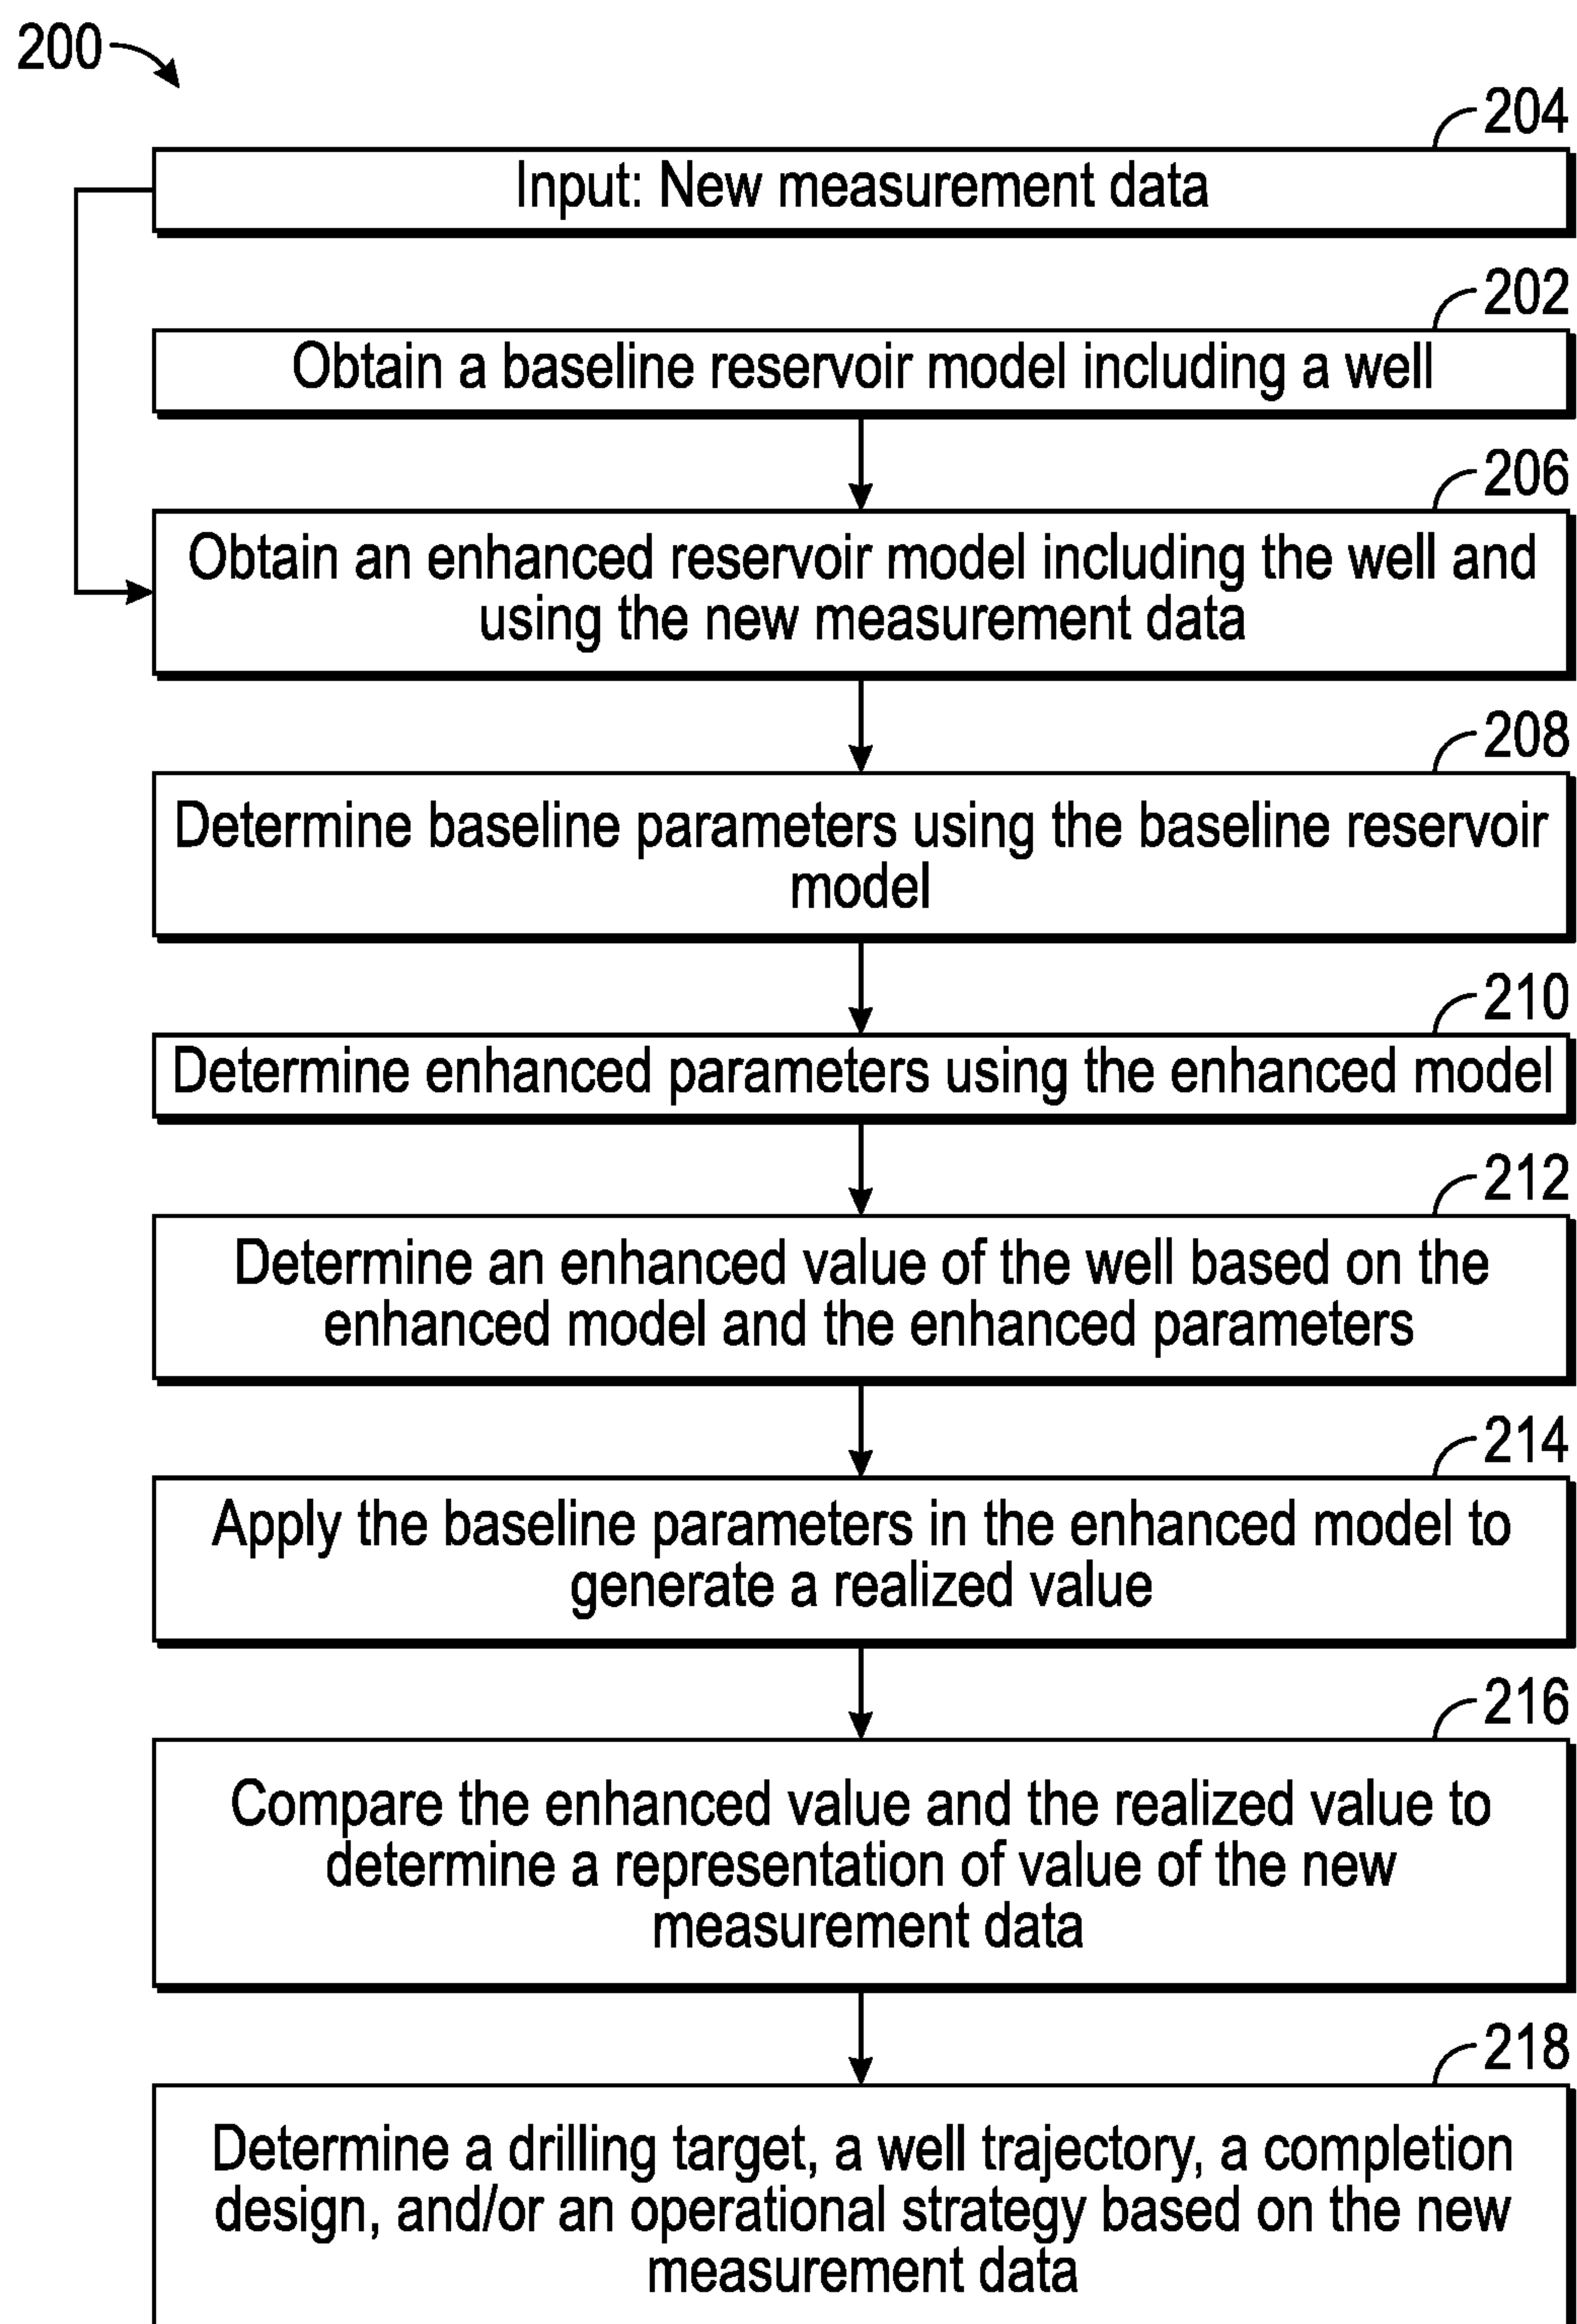 200
204
Input: New measurement data
202
Obtain a baseline reservoir model including a well
206
Obtain an enhanced reservoir model including the well and
using the new measurement data
208
Determine baseline parameters using the baseline reservoir
model
210
Determine enhanced parameters using the enhanced model
212
Determine an enhanced value of the well based on the
enhanced model and the enhanced parameters
214
Apply the baseline parameters in the enhanced model to
generate a realized value
216
Compare the enhanced value and the realized value to
determine a representation of value of the new
measurement data
218
Determine a drilling target, a well trajectory, a completion
design, and/or an operational strategy based on the new
measurement data